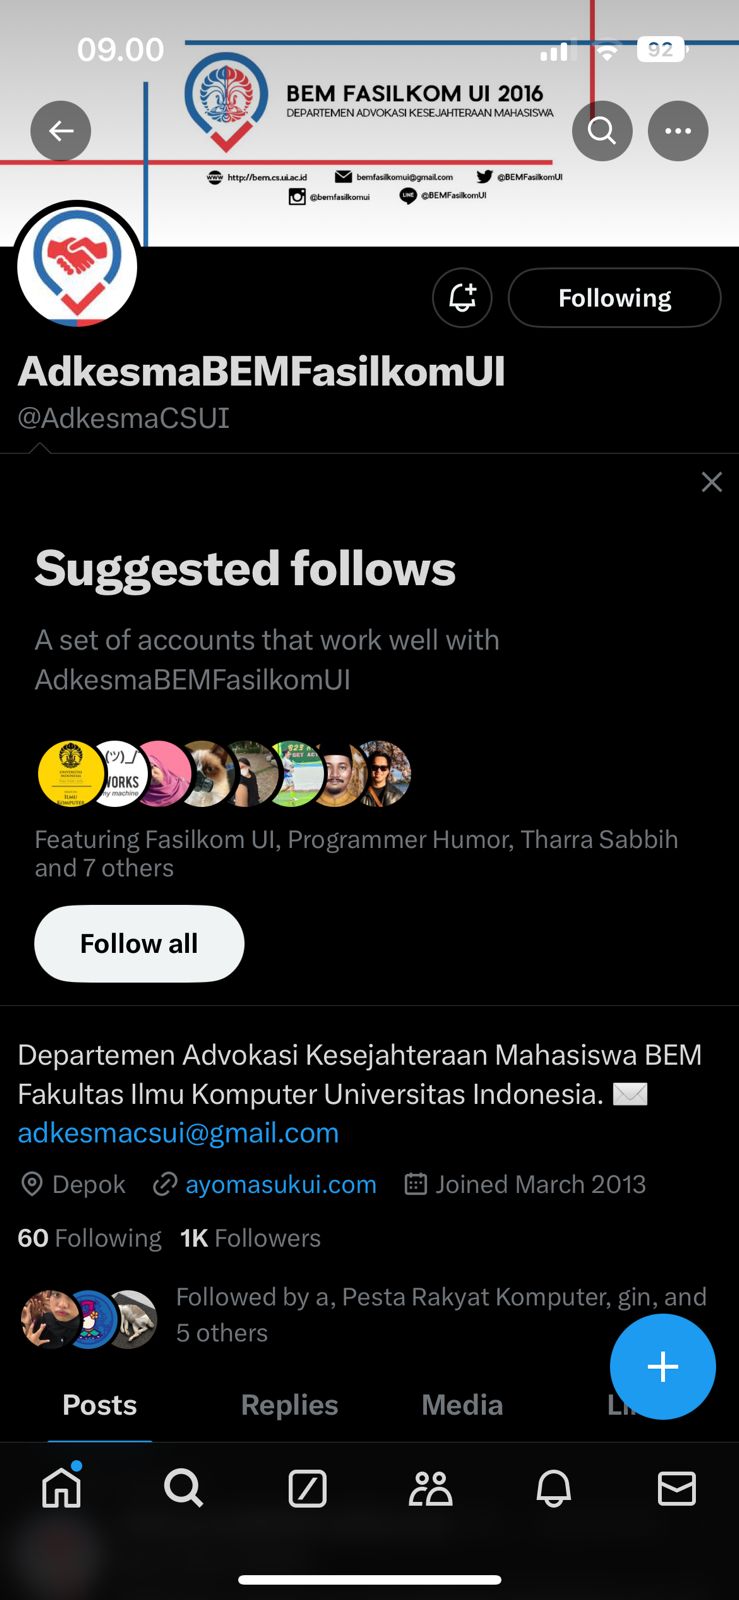 09.00
92
BEM FASILKOM UI 2016
DEPARTEMEN ADVOKASI KESEJAHTERAAN MAHASISWA
http://bem.cs.ui.ac.id bemfasilkomui@gmail.com @BEMFasilkomUI
@bemfasilkomui @BEMFasilkomUI
Following
AdkesmaBEMFasilkomUI
@AdkesmaCSUI
Suggested follows
A set of accounts that work well with
AdkesmaBEMFasilkomUI
Featuring Fasilkom UI, Programmer Humor, Tharra Sabbih
and 7 others
Follow all
Departemen Advokasi Kesejahteraan Mahasiswa BEM
Fakultas Ilmu Komputer Universitas Indonesia. ✉️
adkesmacsui@gmail.com
Depok ayomasukui.com Joined March 2013
60 Following 1K Followers
Followed by a, Pesta Rakyat Komputer, gin, and
5 others
Posts Replies Media